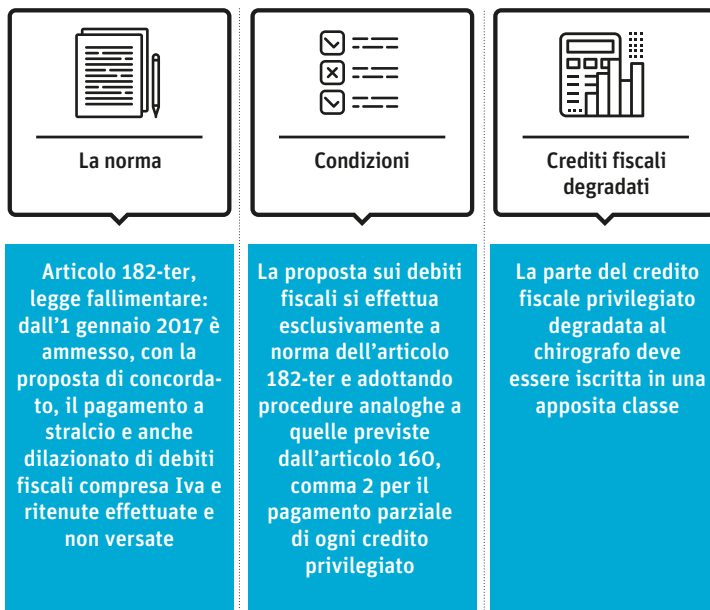 La norma
Articolo 182-ter,
legge fallimentare:
dall'1 gennaio 2017 è
ammesso, con la
proposta di concorda-
to, il pagamento a
stralcio e anche
dilazionato di debiti
fiscali compresa Iva e
ritenute effettuate e
non versate
Condizioni
La proposta sui debiti
fiscali si effettua
esclusivamente a
norma dell'articolo
182-ter e adottando
procedure analoghe a
quelle previste
dall'articolo 160,
comma 2 per il
pagamento parziale
di ogni credito
privilegiato
Crediti fiscali
degradati
La parte del credito
fiscale privilegiato
degradata al
chirografo deve
essere iscritta in una
apposita classe